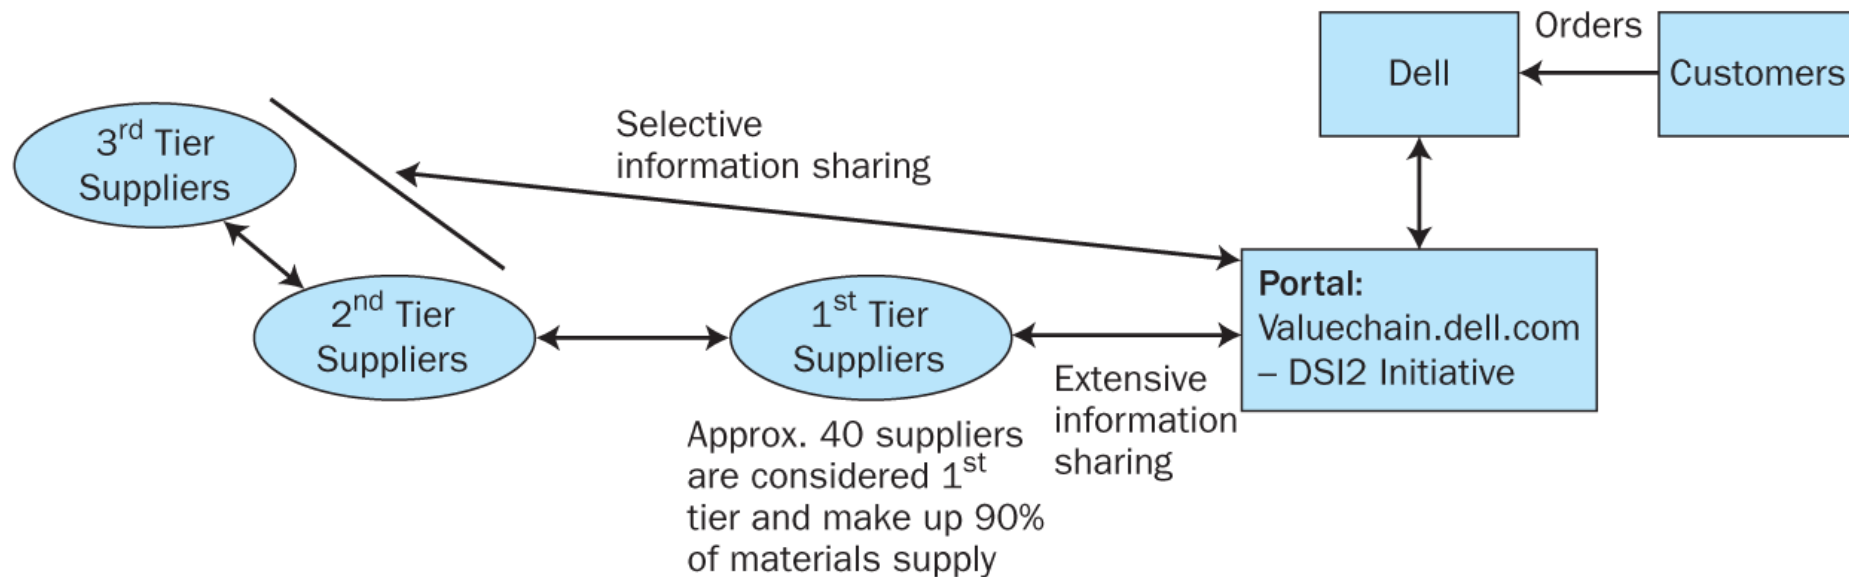 Orders
Dell
Customers
3rd Tier
Suppliers
Selective
information sharing
2nd Tier
Suppliers
1st Tier
Suppliers
Portal:
Valuechain.dell.com
– DSI2 Initiative
Extensive
information
sharing
Approx. 40 suppliers
are considered 1st
tier and make up 90%
of materials supply